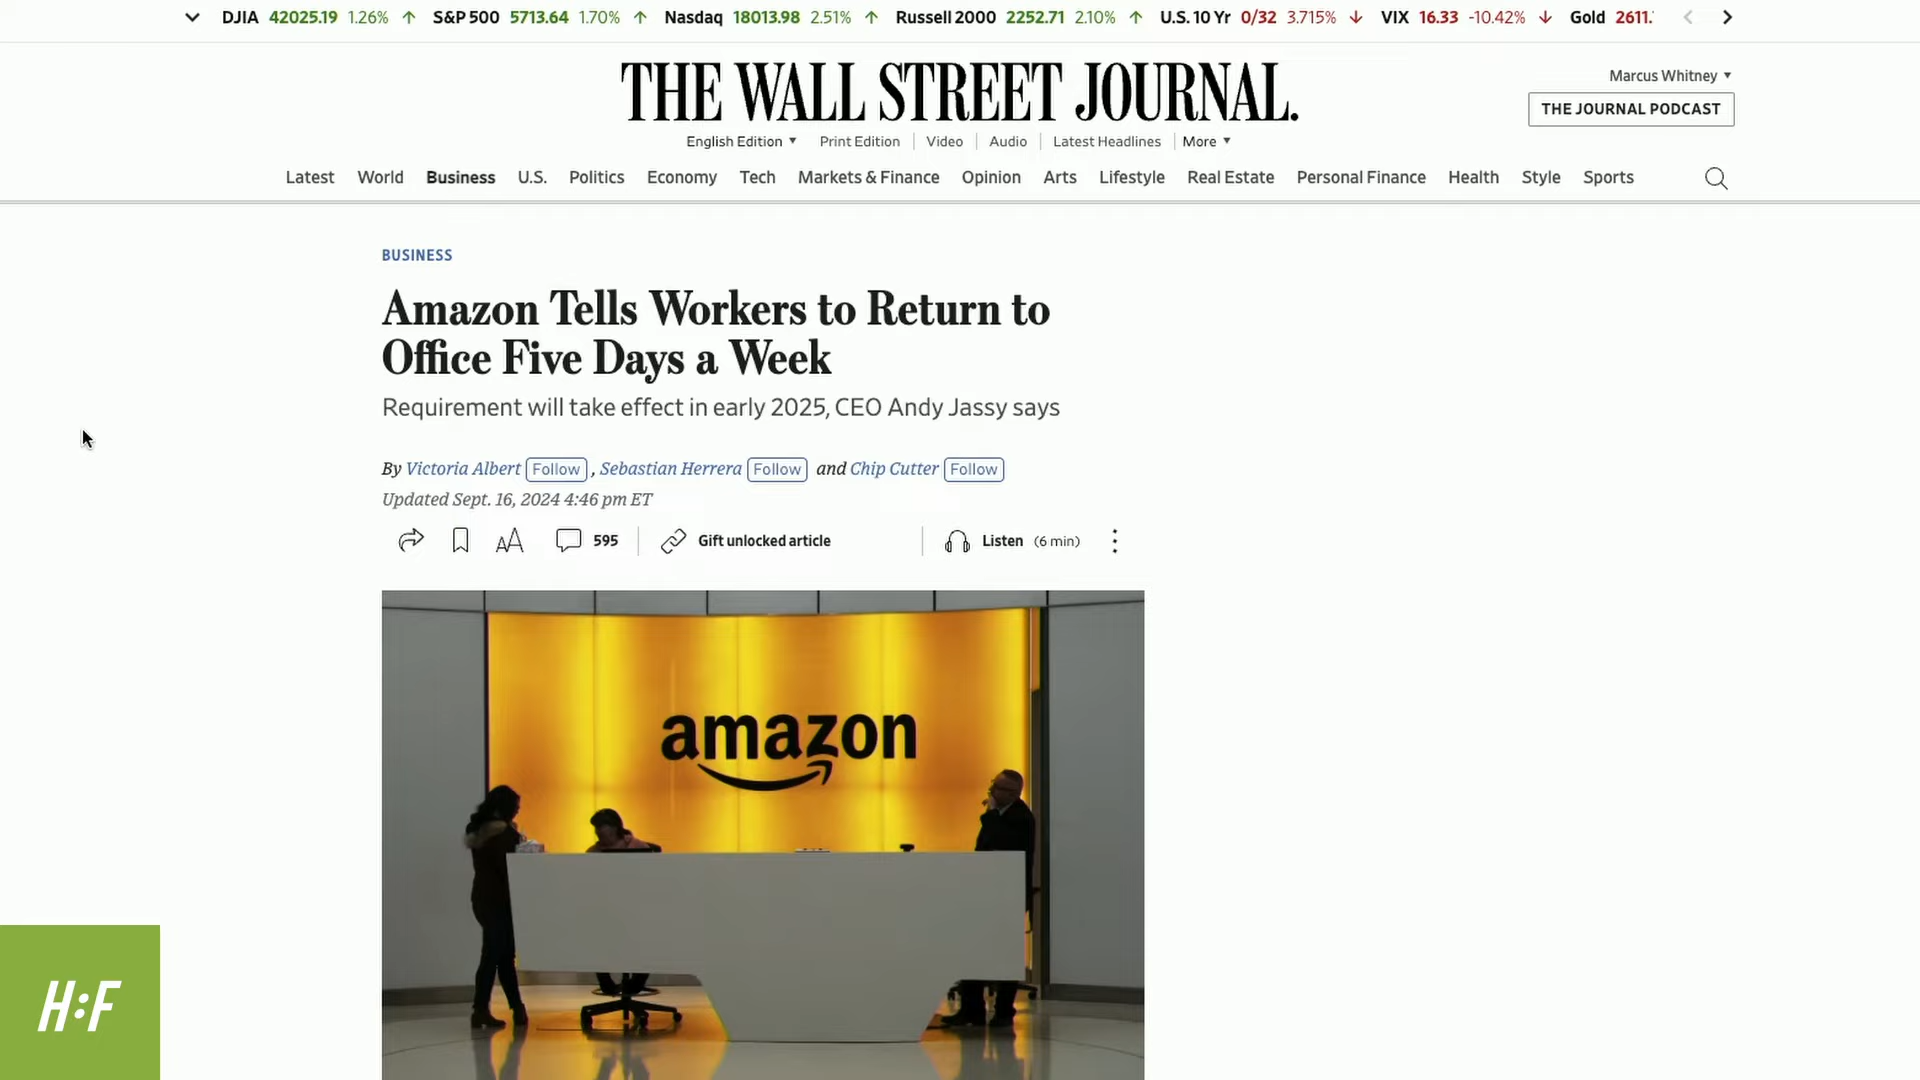 DJIA 42025.19 1.26% S&P 500 5713.64 1.70% Nasdaq 18013.98 2.51% Russell 2000 2252.71 2.10% U.S. 10 Yr 0/32 3.715% VIX 16.33 -10.42% Gold 2611.
THE WALL STREET JOURNAL.
Marcus Whitney
THE JOURNAL PODCAST
English Edition Print Edition Video Audio Latest Headlines More
Latest World Business U.S. Politics Economy Tech Markets & Finance Opinion Arts Lifestyle Real Estate Personal Finance Health Style Sports
BUSINESS
Amazon Tells Workers to Return to
Office Five Days a Week
Requirement will take effect in early 2025, CEO Andy Jassy says
By Victoria Albert Follow , Sebastian Herrera Follow and Chip Cutter Follow
Updated Sept. 16, 2024 4:46 pm ET
AA 595 Gift unlocked article Listen (6 min)
amazon
H:F